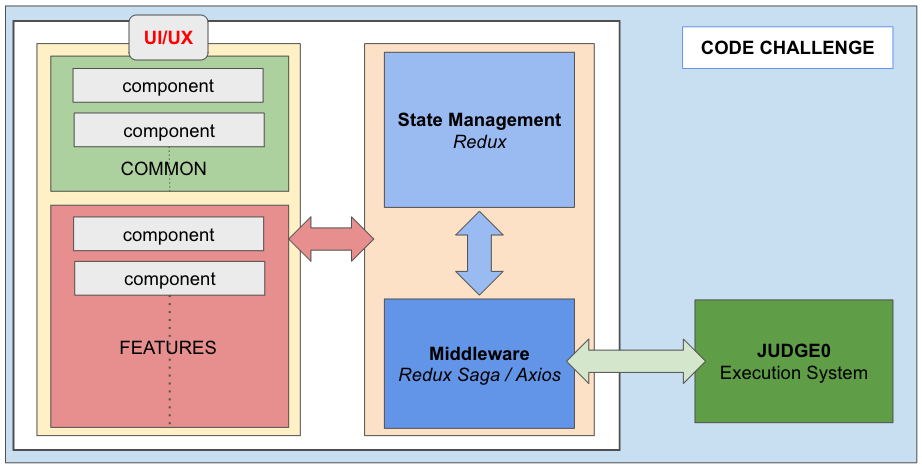 UI/UX
CODE CHALLENGE
component
component
COMMON
component
component
FEATURES
State Management
Redux
Middleware
Redux Saga / Axios
JUDGE0
Execution System